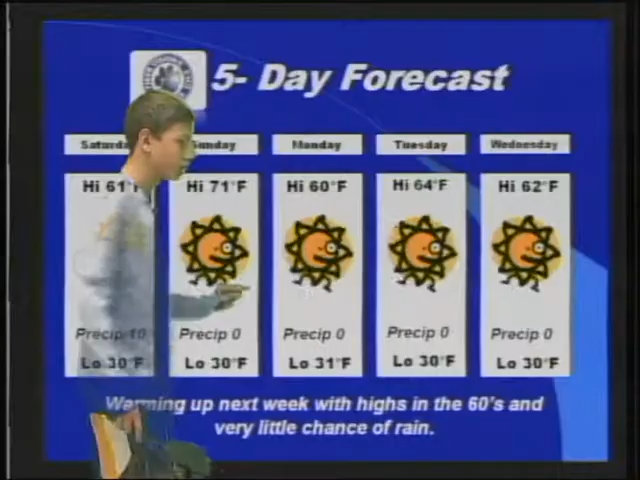 5- Day Forecast
Saturday Sunday Monday Tuesday Wednesday
Hi 61°F Hi 71°F Hi 60°F Hi 64°F Hi 62°F
Precip 10 Precip 0 Precip 0 Precip 0 Precip 0
Lo 30°F Lo 30°F Lo 31°F Lo 30°F Lo 30°F
Warming up next week with highs in the 60's and
very little chance of rain.